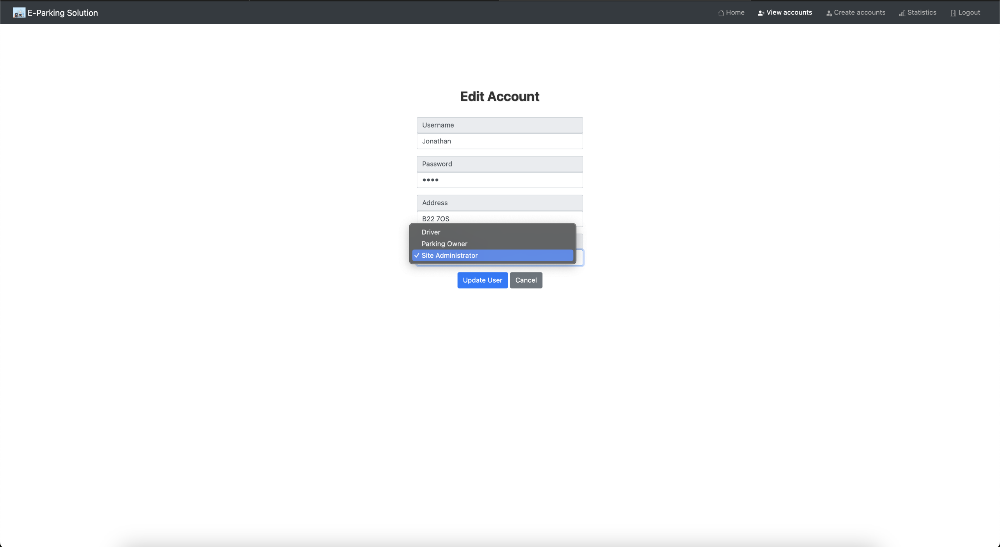 E-Parking Solution
Home
View accounts
Create accounts
Statistics
Logout
Edit Account
Username
Jonathan
Password
••••
Address
B22 7OS
Driver
Parking Owner
✓ Site Administrator
Update User
Cancel